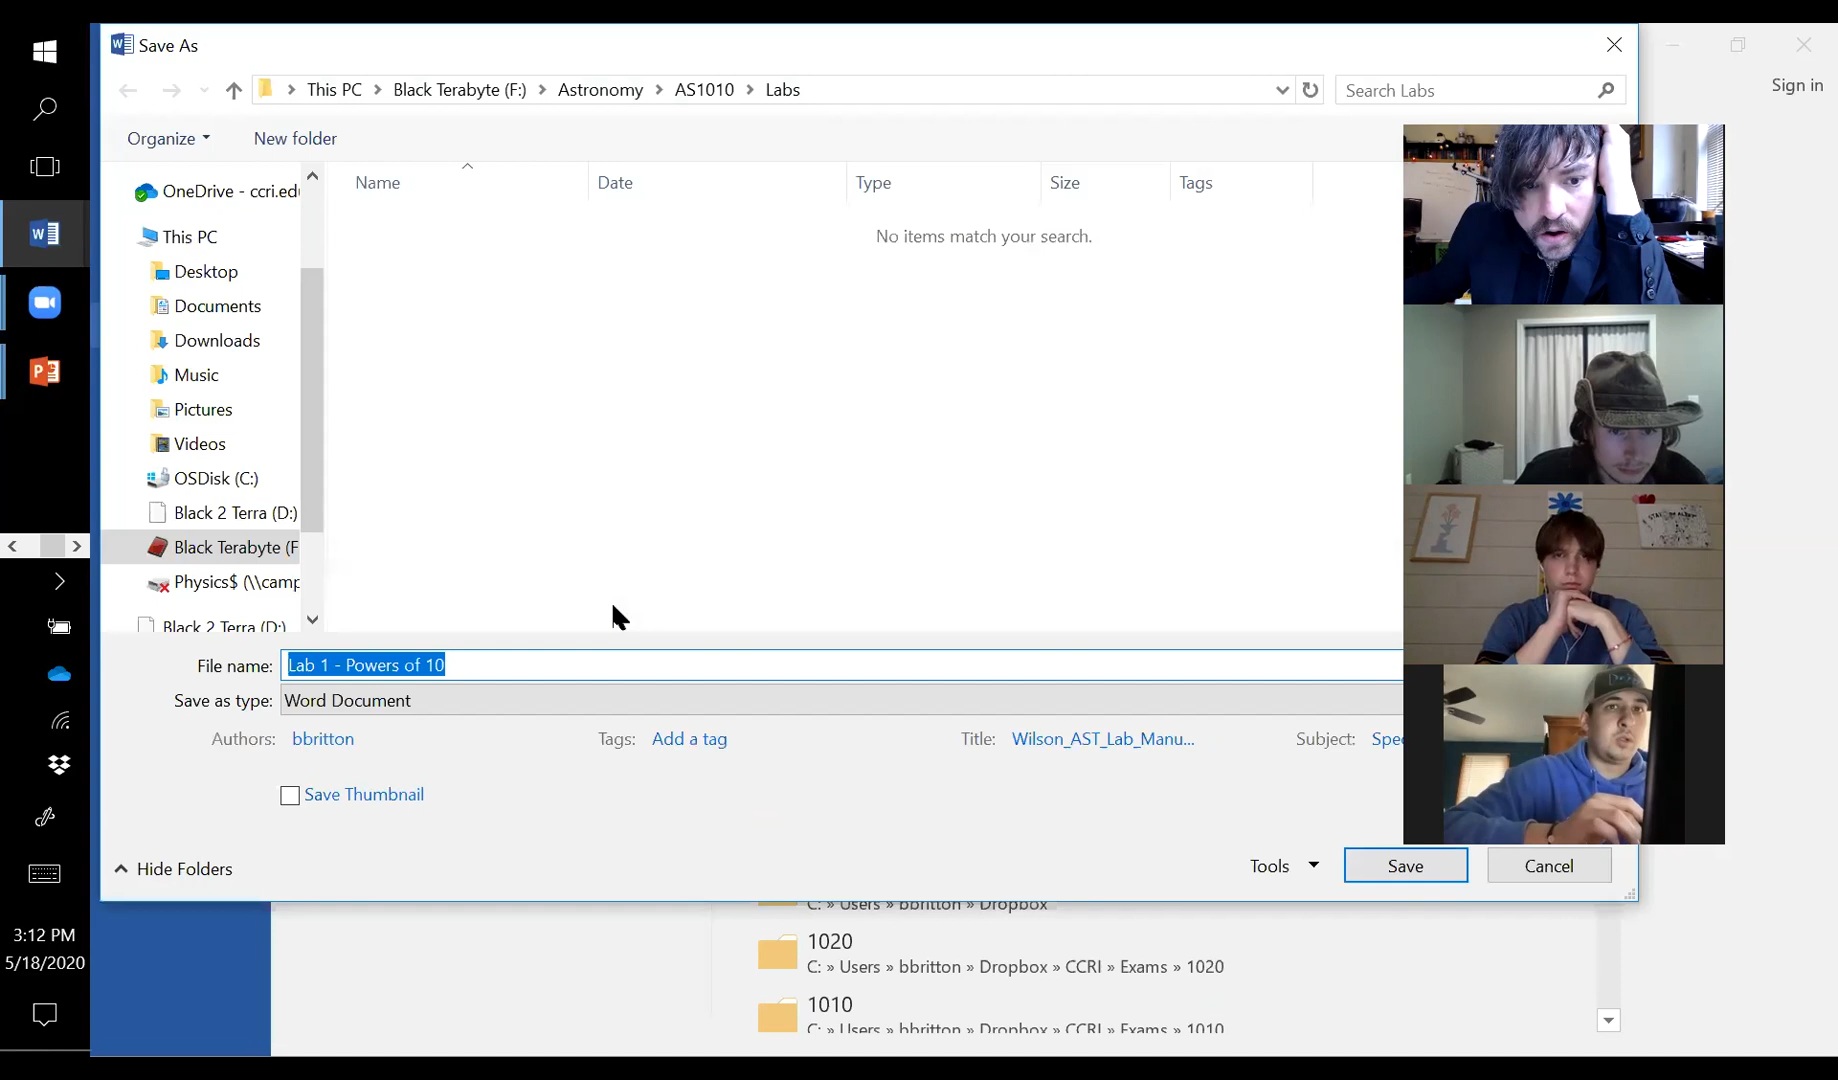 Save As
Sign in
This PC > Black Terabyte (F:) > Astronomy > AS1010 > Labs
Search Labs
Organize
New folder
Name
Date
Type
Size
Tags
No items match your search.
OneDrive - ccri.edu
This PC
Desktop
Documents
Downloads
Music
Pictures
Videos
OSDisk (C:)
Black 2 Terra (D:)
Black Terabyte (F
Physics$ (\\camp
Black 2 Terra (D:)
File name: Lab 1 - Powers of 10
Save as type: Word Document
Authors: bbritton
Tags: Add a tag
Title: Wilson_AST_Lab_Manu...
Subject: Spec
Save Thumbnail
Hide Folders
Tools
Save
Cancel
C: » Users » bbritton » Dropbox
1020
C: » Users » bbritton » Dropbox » CCRI » Exams » 1020
1010
C: » Users » bbritton » Dropbox » CCRI » Exams » 1010
3:12 PM
5/18/2020